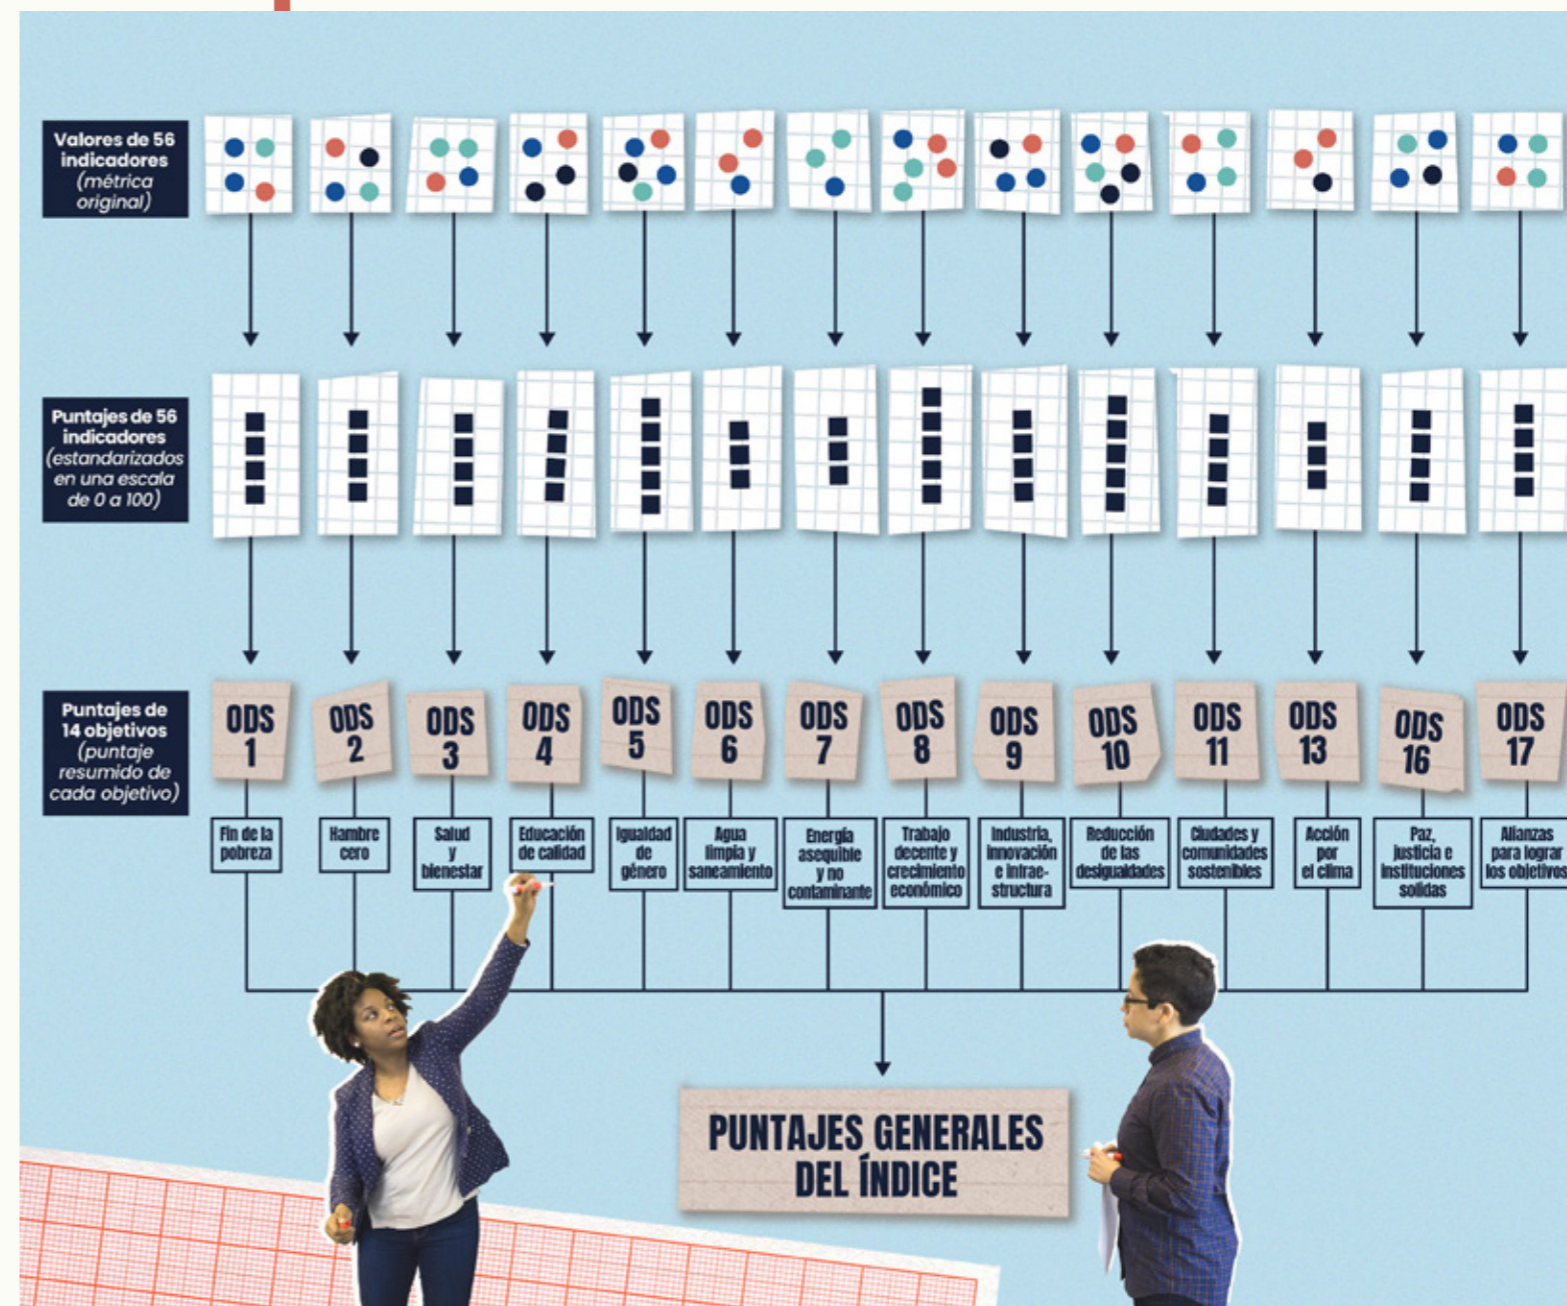 Valores de 56
indicadores
(métrica
original)
Puntajes de 56
indicadores
(estandarizados
en una escala
de 0 a 100)
Puntajes de
14 objetivos
(puntaje
resumido de
cada objetivo)
ODS
1
ODS
2
ODS
3
ODS
4
ODS
5
ODS
6
ODS
7
ODS
8
ODS
9
ODS
10
ODS
11
ODS
13
ODS
16
ODS
17
Fin de la
pobreza
Hambre
cero
Salud
y
bienestar
Educación
de calidad
Igualdad
de
género
Agua
limpia y
saneamiento
Energía
asequible
y no
contaminante
Trabajo
decente y
crecimiento
económico
Industria,
innovación
e infrae-
structura
Reducción
de las
desigualdades
Ciudades y
comunidades
sostenibles
Acción
por
el clima
Paz,
justicia e
instituciones
solidas
Alianzas
para lograr
los objetivos
PUNTAJES GENERALES
DEL ÍNDICE